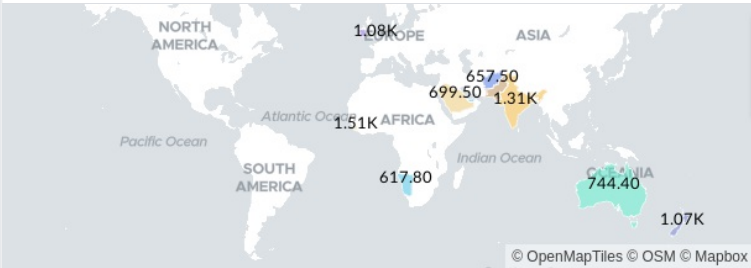 NORTH
AMERICA
1.08K
EUROPE
ASIA
657.50
699.50
1.31K
Atlantic Ocean
1.51K
AFRICA
Pacific Ocean
Indian Ocean
SOUTH
AMERICA
617.80
OCEANIA
744.40
1.07K
© OpenMapTiles © OSM © Mapbox